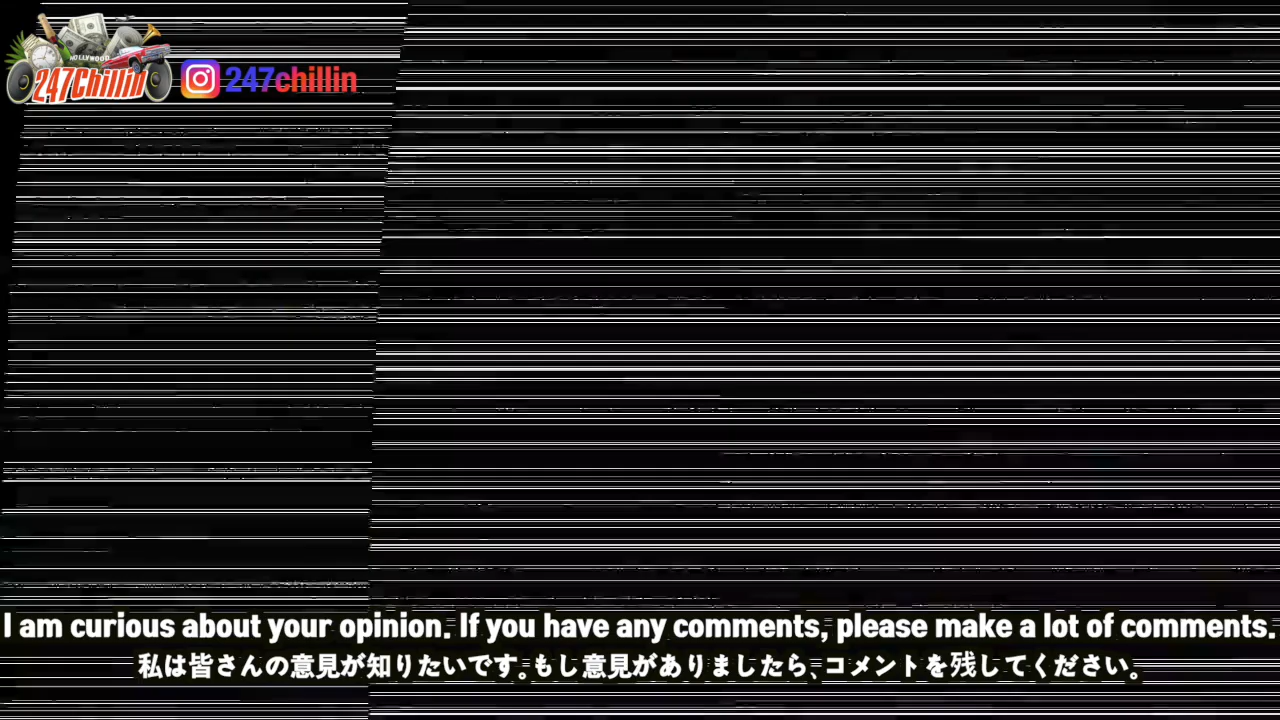 HOLLYWOOD
247Chillin
247chillin
I am curious about your opinion. If you have any comments, please make a lot of comments.
私は皆さんの意見が知りたいです。もし意見がありましたら、コメントを残してください。